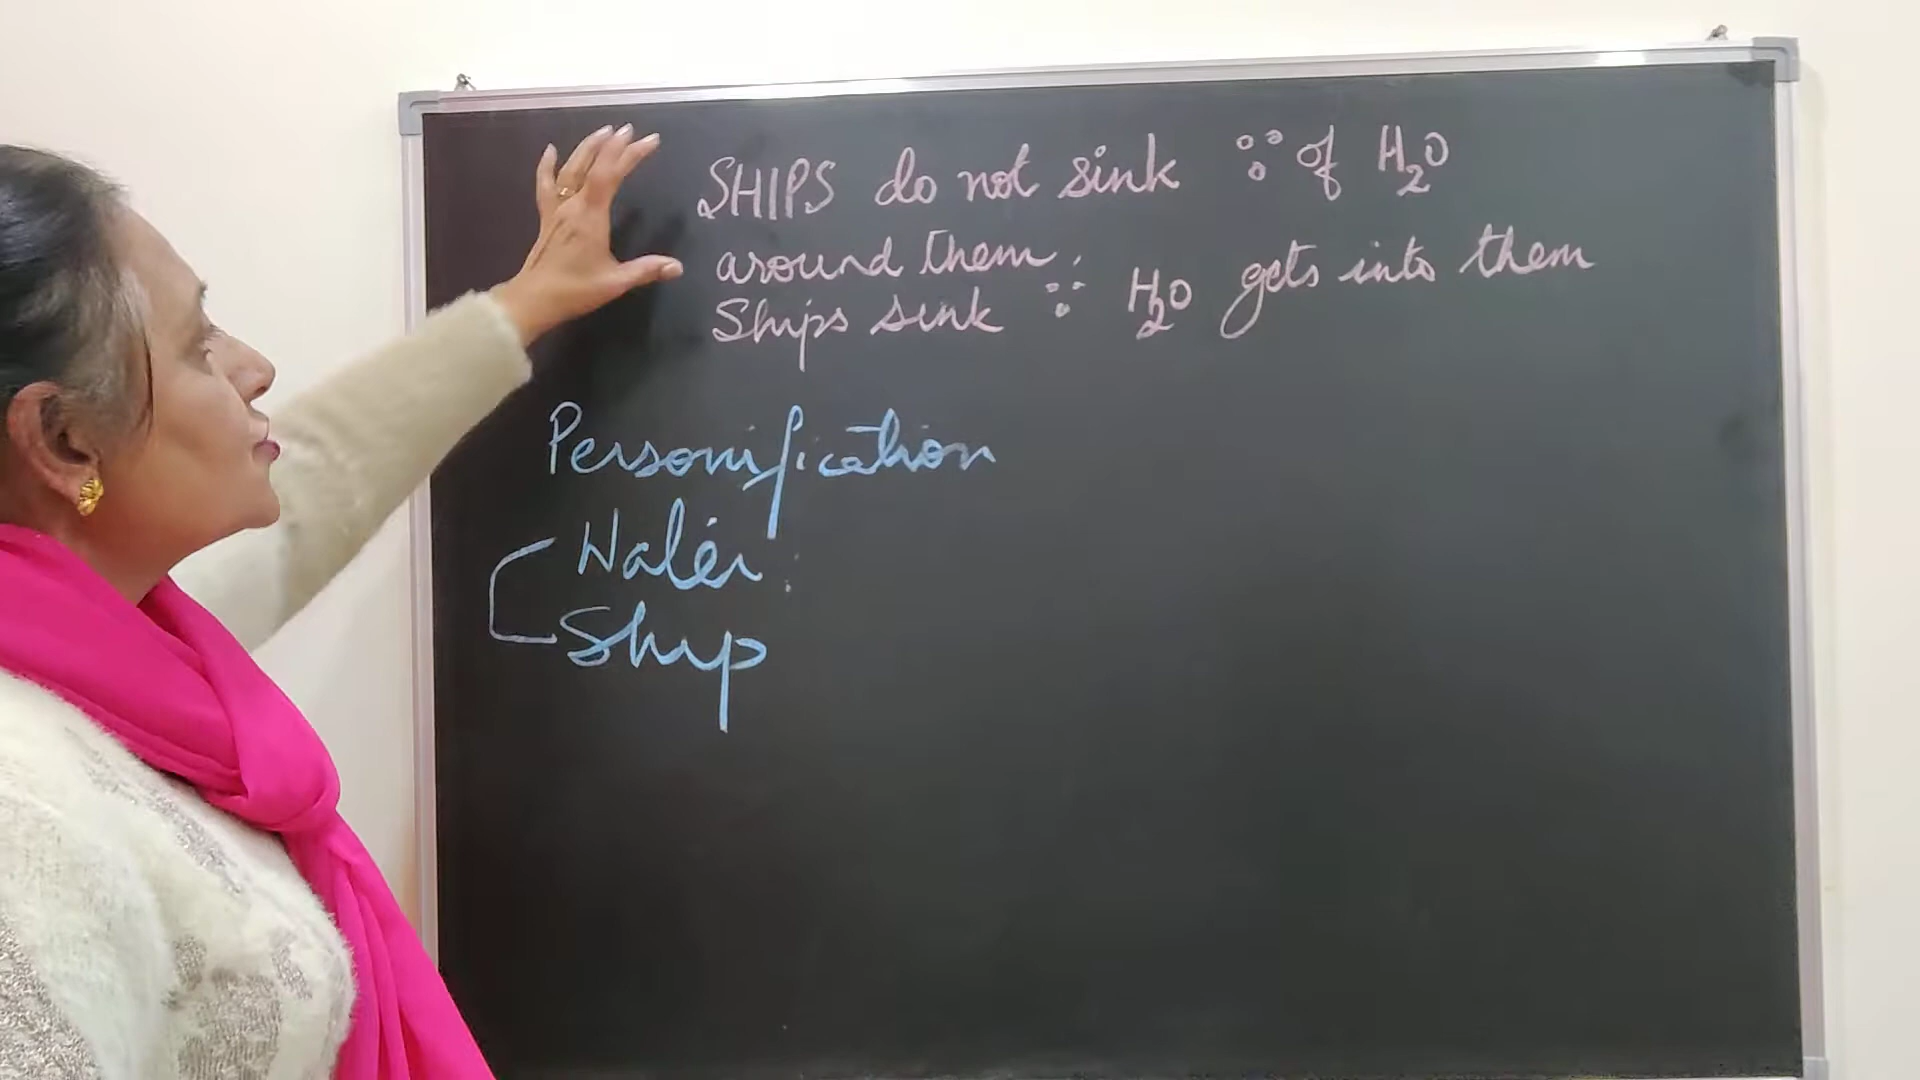 SHIPS do not sink ∵ of H₂O
around them.
Ships sink ∵ H₂O gets into them
Personification
Water
Ship